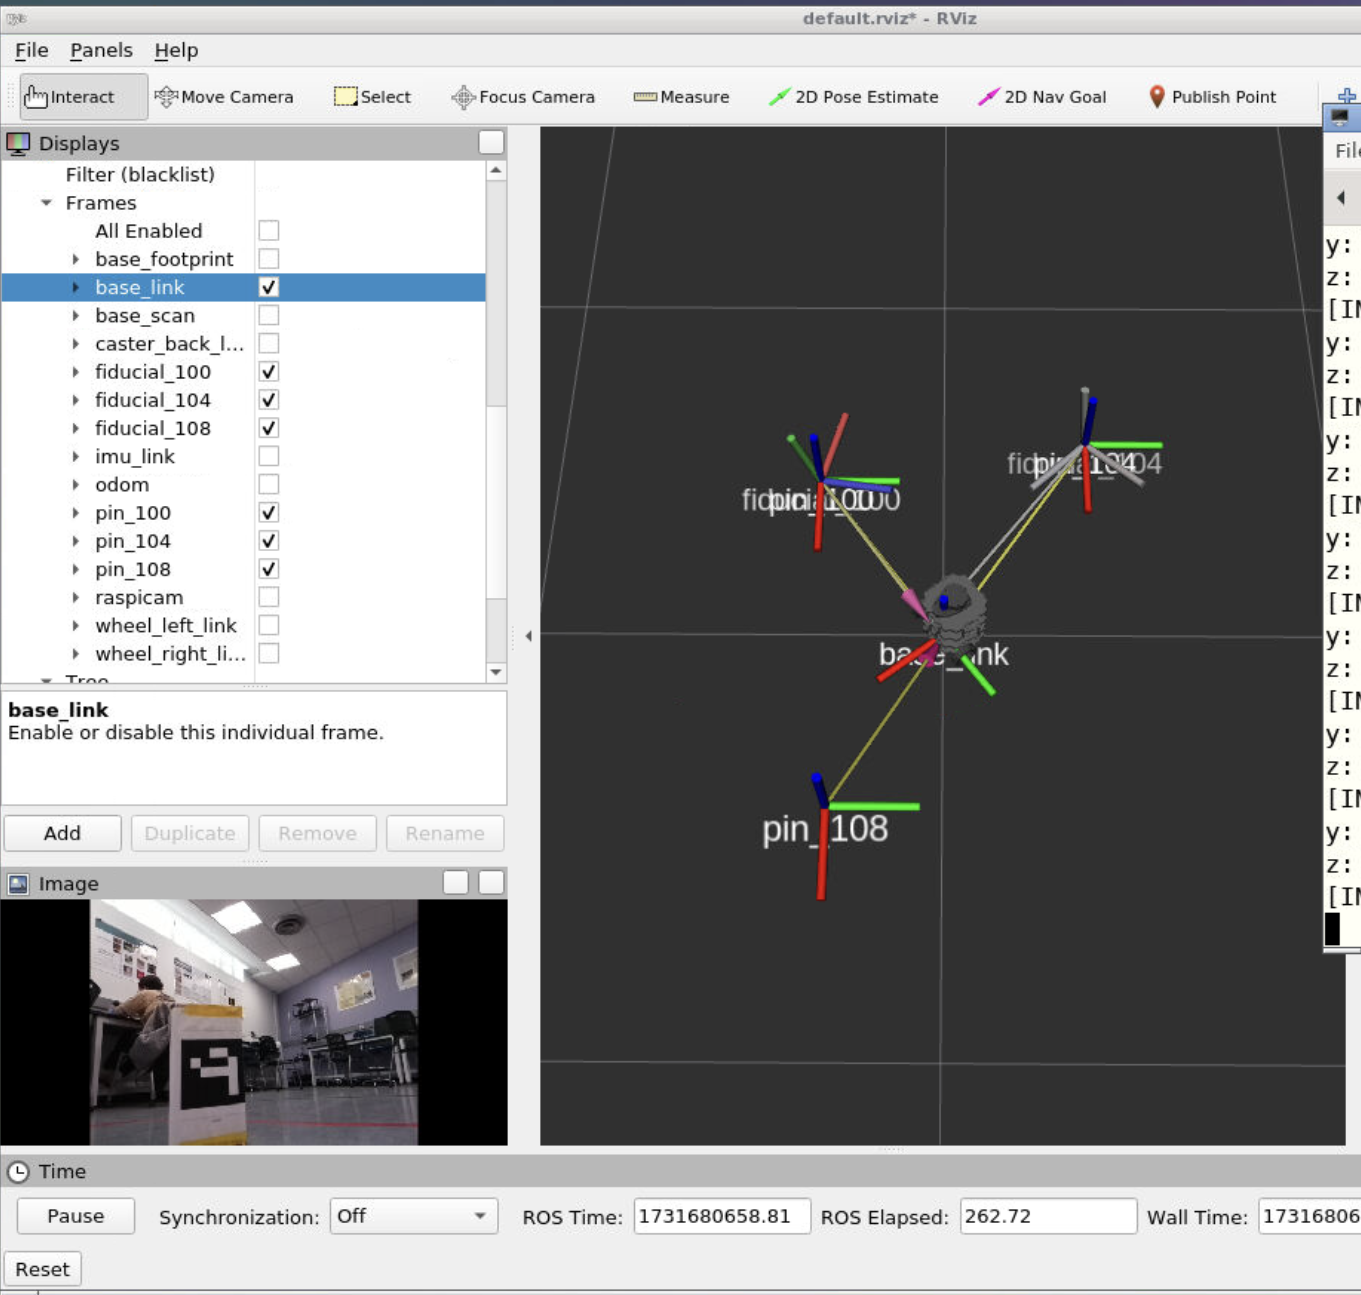 default.rviz* - RViz
File Panels Help
Interact Move Camera Select Focus Camera Measure 2D Pose Estimate 2D Nav Goal Publish Point
Displays
Filter (blacklist)
Frames
All Enabled
base_footprint
base_link
base_scan
caster_back_l...
fiducial_100
fiducial_104
fiducial_108
imu_link
odom
pin_100
pin_104
pin_108
raspicam
wheel_left_link
wheel_right_li...
Tree
base_link
Enable or disable this individual frame.
Add Duplicate Remove Rename
Image
pin_104
pin_100
base_link
pin_108
File
y:
z:
[IN
y:
z:
[IN
y:
z:
[IN
y:
z:
[IN
y:
z:
[IN
y:
z:
[IN
y:
z:
[IN
Time
Pause Synchronization: Off ROS Time: 1731680658.81 ROS Elapsed: 262.72 Wall Time: 17316806
Reset